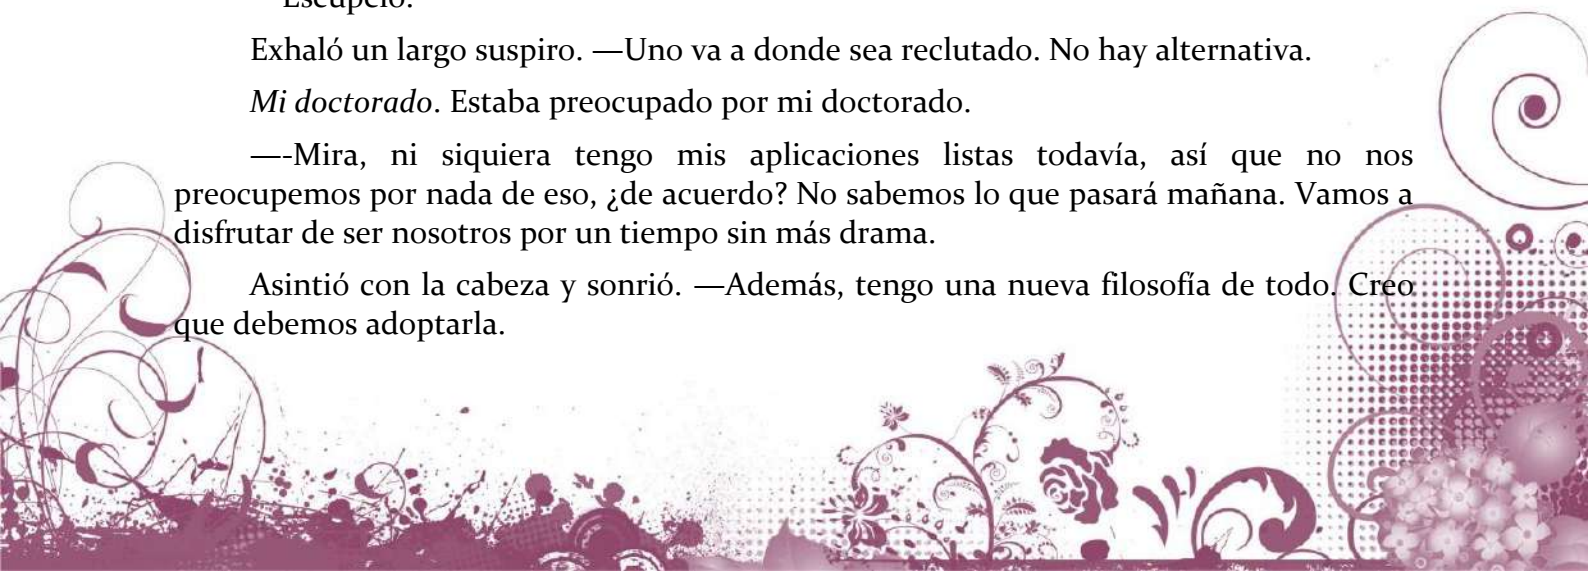 Escúpelo.
Exhaló un largo suspiro. —Uno va a donde sea reclutado. No hay alternativa.
Mi doctorado. Estaba preocupado por mi doctorado.
—-Mira, ni siquiera tengo mis aplicaciones listas todavía, así que no nos
preocupemos por nada de eso, ¿de acuerdo? No sabemos lo que pasará mañana. Vamos a
disfrutar de ser nosotros por un tiempo sin más drama.
Asintió con la cabeza y sonrió. —Además, tengo una nueva filosofía de todo. Creo
que debemos adoptarla.